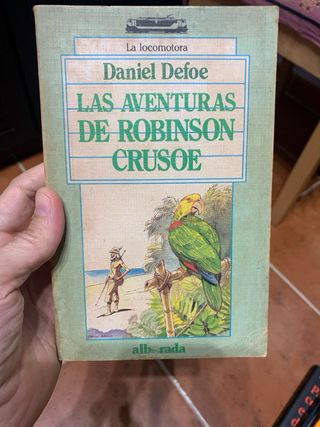 La locomotora
Daniel Defoe
LAS AVENTURAS
DE ROBINSON
CRUSOE
alborada